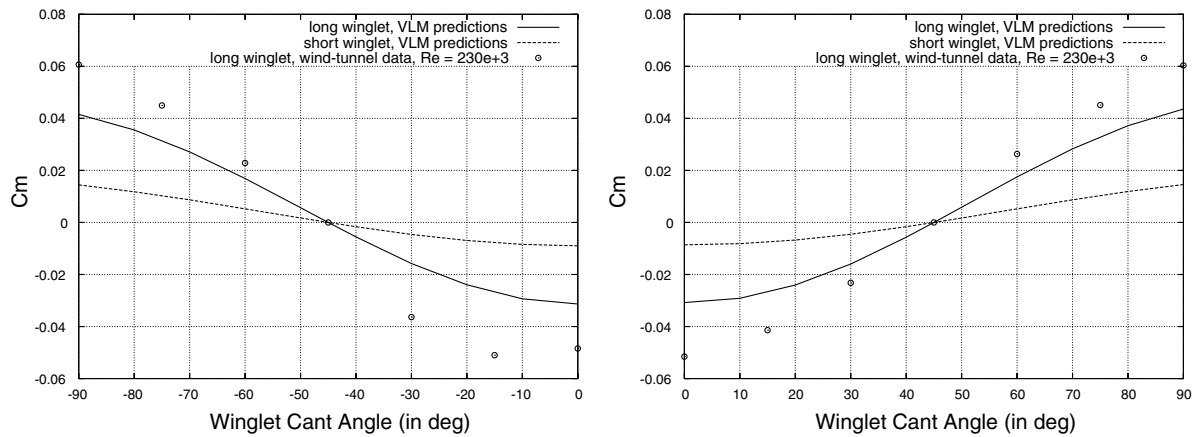 0.08
0.06
0.04
0.02
0
-0.02
-0.04
-0.06
Cm
long winglet, VLM predictions
short winglet, VLM predictions
long winglet, wind-tunnel data, Re = 230e+3
-90 -80 -70 -60 -50 -40 -30 -20 -10 0
Winglet Cant Angle (in deg)
0.08
0.06
0.04
0.02
0
-0.02
-0.04
-0.06
Cm
long winglet, VLM predictions
short winglet, VLM predictions
long winglet, wind-tunnel data, Re = 230e+3
0 10 20 30 40 50 60 70 80 90
Winglet Cant Angle (in deg)